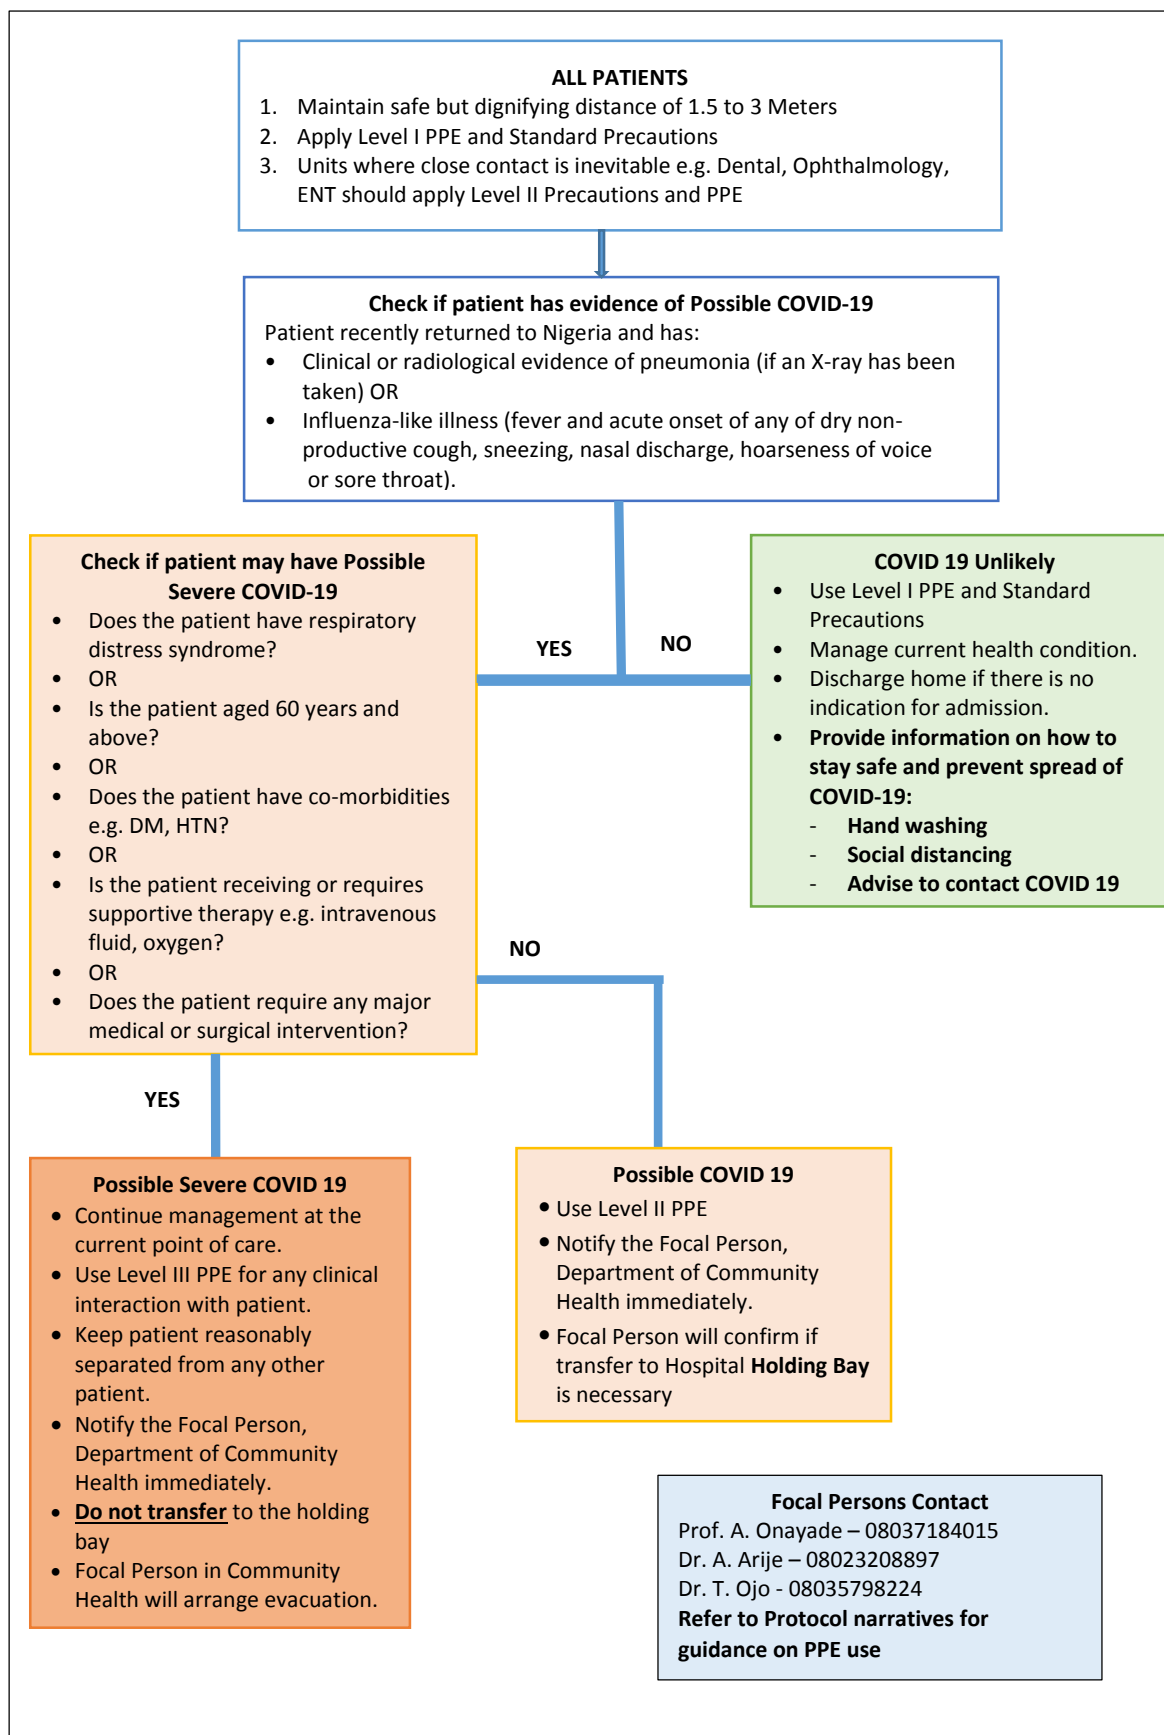 ALL PATIENTS
1. Maintain safe but dignifying distance of 1.5 to 3 Meters
2. Apply Level I PPE and Standard Precautions
3. Units where close contact is inevitable e.g. Dental, Ophthalmology,
ENT should apply Level II Precautions and PPE
Check if patient has evidence of Possible COVID-19
Patient recently returned to Nigeria and has:
• Clinical or radiological evidence of pneumonia (if an X-ray has been
taken) OR
• Influenza-like illness (fever and acute onset of any of dry non-
productive cough, sneezing, nasal discharge, hoarseness of voice
or sore throat).
Check if patient may have Possible
Severe COVID-19
• Does the patient have respiratory
distress syndrome?
• OR
• Is the patient aged 60 years and
above?
• OR
• Does the patient have co-morbidities
e.g. DM, HTN?
• OR
• Is the patient receiving or requires
supportive therapy e.g. intravenous
fluid, oxygen?
• OR
• Does the patient require any major
medical or surgical intervention?
YES
NO
COVID 19 Unlikely
• Use Level I PPE and Standard
Precautions
• Manage current health condition.
• Discharge home if there is no
indication for admission.
• Provide information on how to
stay safe and prevent spread of
COVID-19:
- Hand washing
- Social distancing
- Advise to contact COVID 19
NO
YES
Possible Severe COVID 19
• Continue management at the
current point of care.
• Use Level III PPE for any clinical
interaction with patient.
• Keep patient reasonably
separated from any other
patient.
• Notify the Focal Person,
Department of Community
Health immediately.
• Do not transfer to the holding
bay
• Focal Person in Community
Health will arrange evacuation.
Possible COVID 19
• Use Level II PPE
• Notify the Focal Person,
Department of Community
Health immediately.
• Focal Person will confirm if
transfer to Hospital Holding Bay
is necessary
Focal Persons Contact
Prof. A. Onayade – 08037184015
Dr. A. Arije – 08023208897
Dr. T. Ojo - 08035798224
Refer to Protocol narratives for
guidance on PPE use